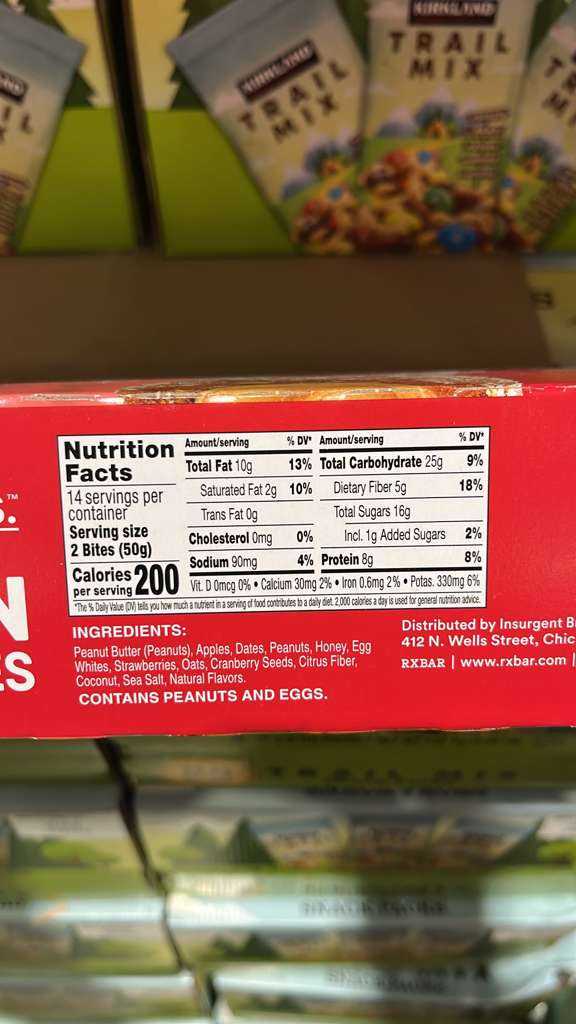 KIRKLAND
TRAIL
MIX
KIRKLAND
TRAIL
MIX
Nutrition
Facts
14 servings per
container
Serving size
2 Bites (50g)
Calories
per serving
200
Amount/serving % DV*
Total Fat 10g 13%
Saturated Fat 2g 10%
Trans Fat 0g
Cholesterol 0mg 0%
Sodium 90mg 4%
Amount/serving % DV*
Total Carbohydrate 25g 9%
Dietary Fiber 5g 18%
Total Sugars 16g
Incl. 1g Added Sugars 2%
Protein 8g 8%
Vit. D 0mcg 0% • Calcium 30mg 2% • Iron 0.6mg 2% • Potas. 330mg 6%
*The % Daily Value (DV) tells you how much a nutrient in a serving of food contributes to a daily diet. 2,000 calories a day is used for general nutrition advice.
INGREDIENTS:
Peanut Butter (Peanuts), Apples, Dates, Peanuts, Honey, Egg
Whites, Strawberries, Oats, Cranberry Seeds, Citrus Fiber,
Coconut, Sea Salt, Natural Flavors.
CONTAINS PEANUTS AND EGGS.
Distributed by Insurgent B
412 N. Wells Street, Chic
RXBAR | www.rxbar.com |
TRAIL MIX